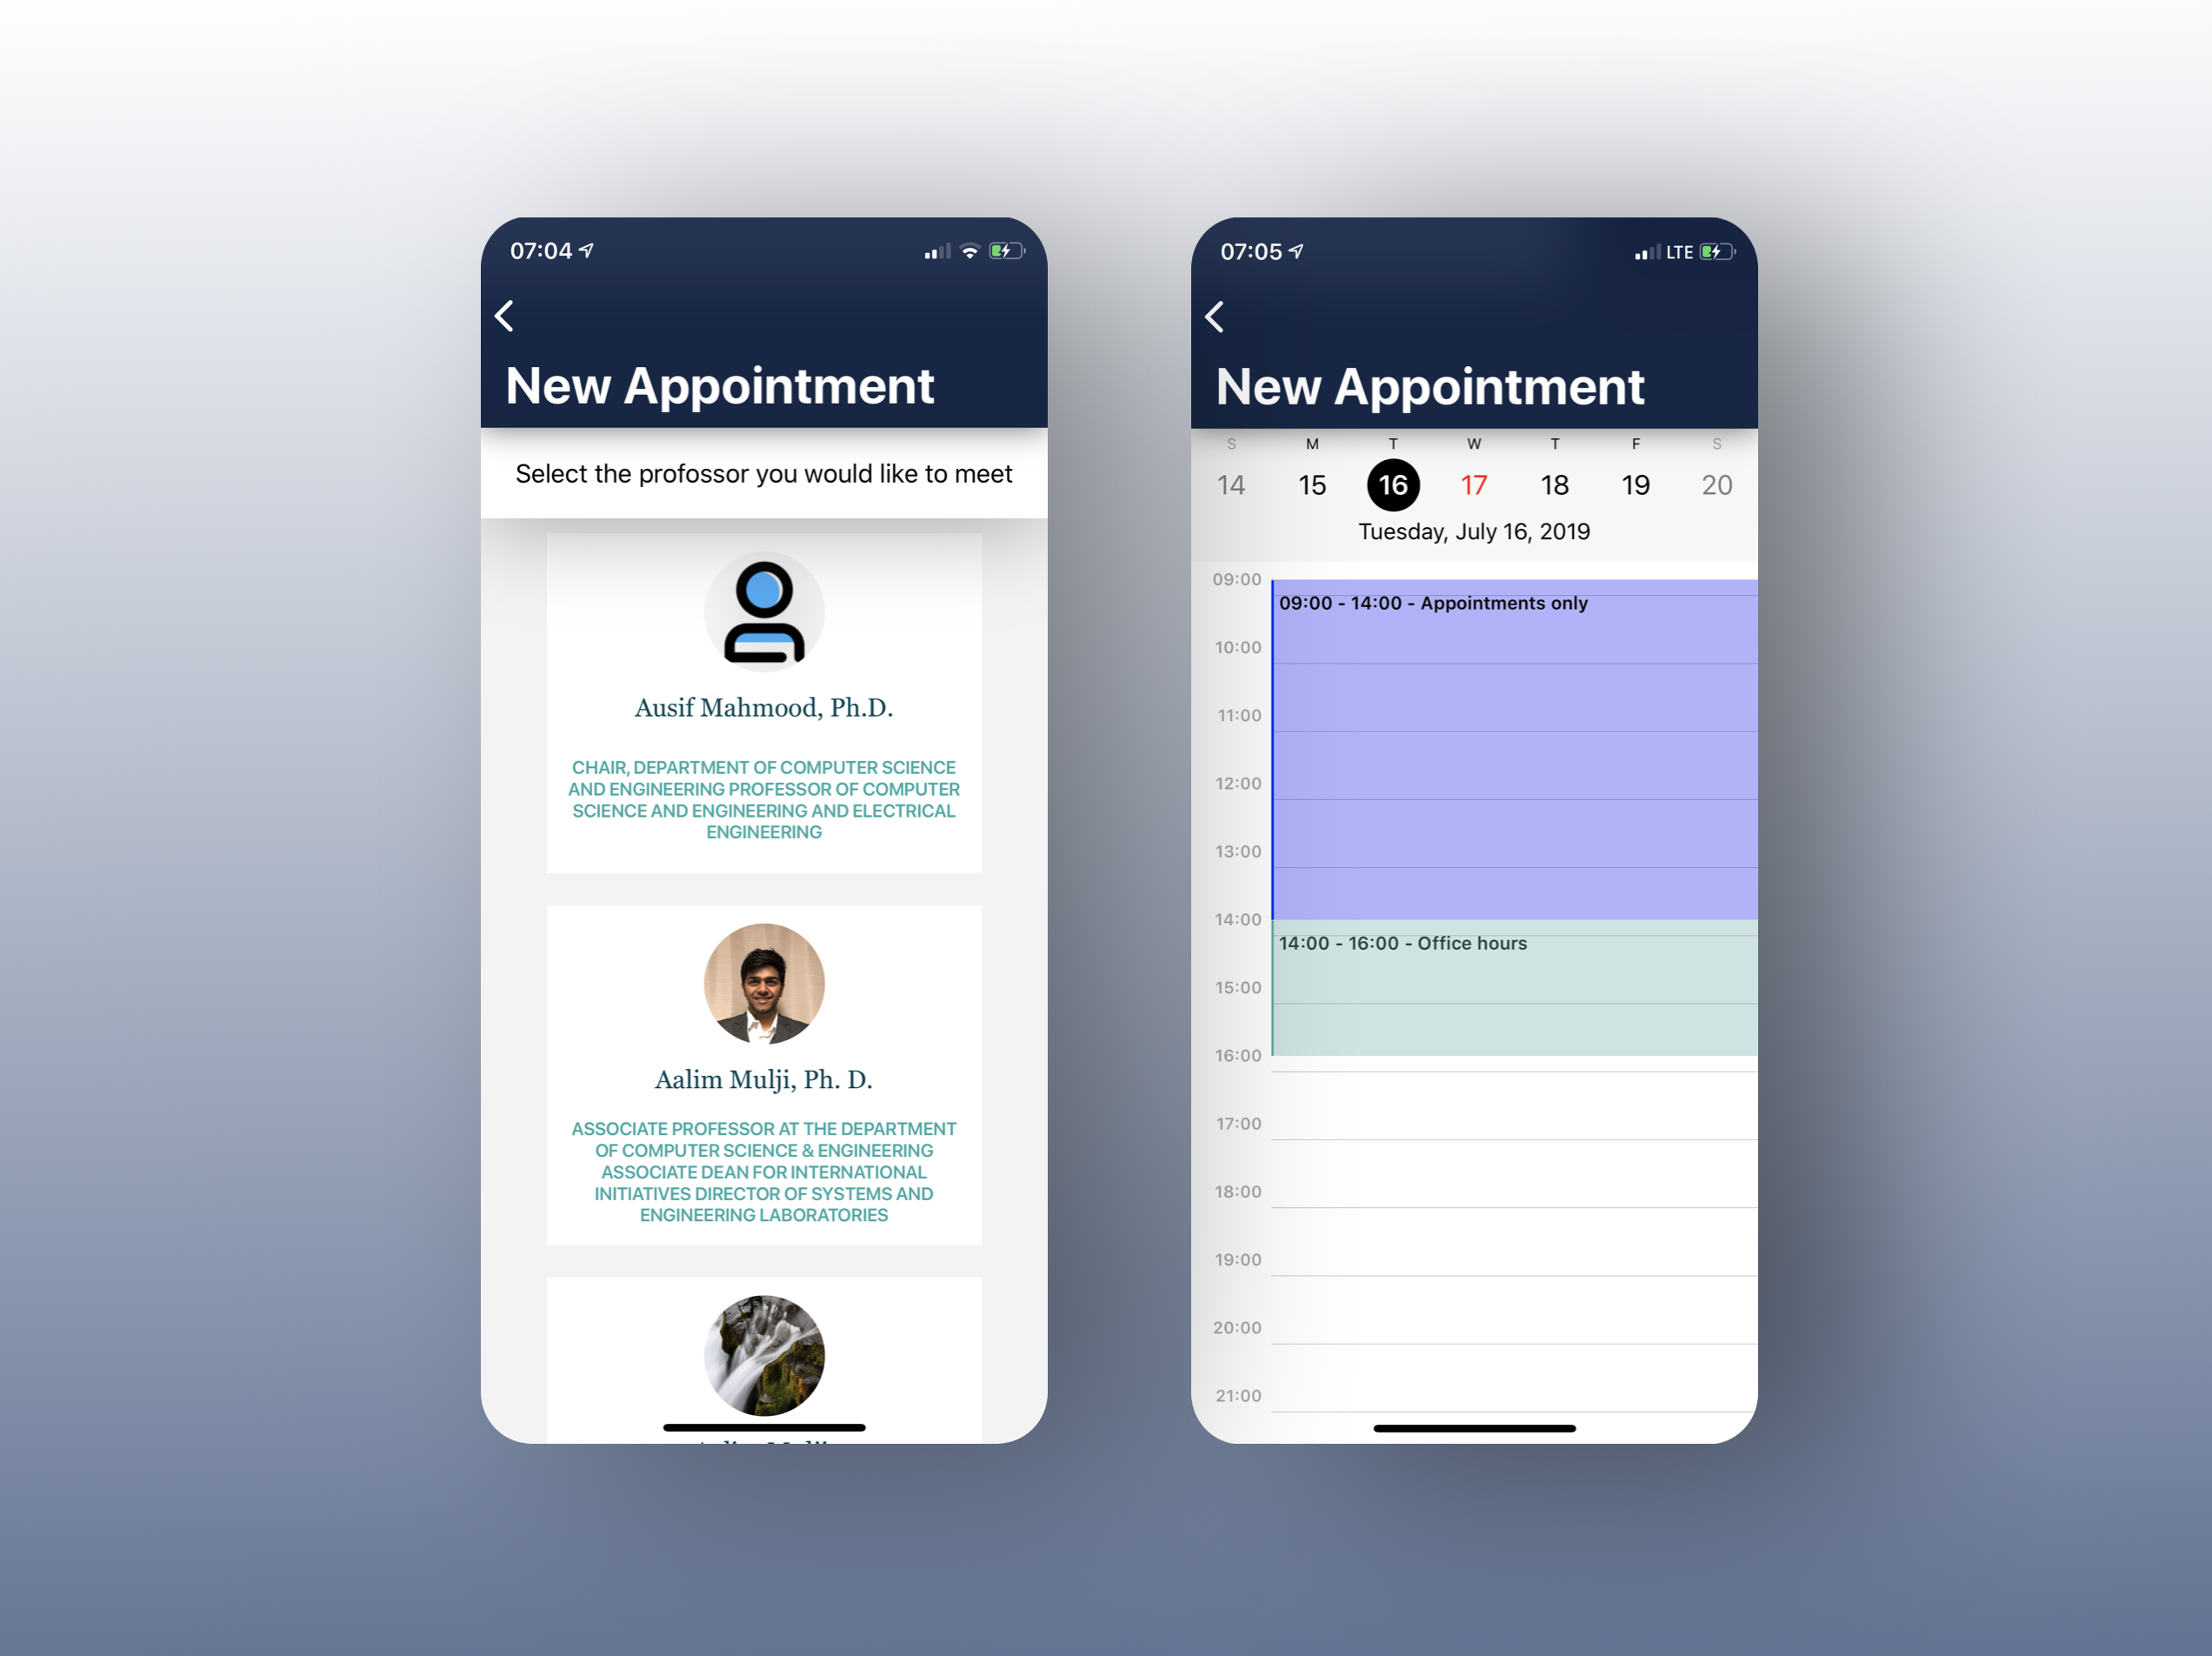 07:04
New Appointment
Select the profossor you would like to meet
Ausif Mahmood, Ph.D.
CHAIR, DEPARTMENT OF COMPUTER SCIENCE
AND ENGINEERING PROFESSOR OF COMPUTER
SCIENCE AND ENGINEERING AND ELECTRICAL
ENGINEERING
Aalim Mulji, Ph. D.
ASSOCIATE PROFESSOR AT THE DEPARTMENT
OF COMPUTER SCIENCE & ENGINEERING
ASSOCIATE DEAN FOR INTERNATIONAL
INITIATIVES DIRECTOR OF SYSTEMS AND
ENGINEERING LABORATORIES
07:05 LTE
New Appointment
S M T W T F S
14 15 16 17 18 19 20
Tuesday, July 16, 2019
09:00
09:00 - 14:00 - Appointments only
10:00
11:00
12:00
13:00
14:00
14:00 - 16:00 - Office hours
15:00
16:00
17:00
18:00
19:00
20:00
21:00